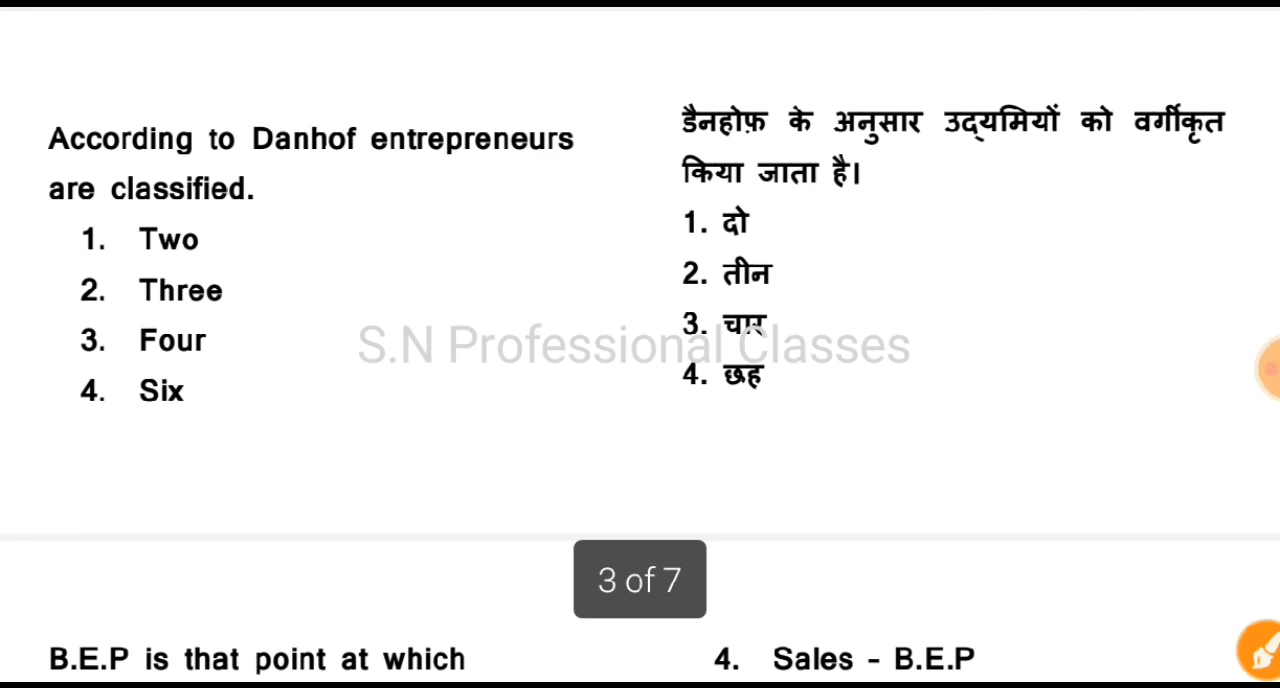 According to Danhof entrepreneurs
are classified.
1. Two
2. Three
3. Four
4. Six
डैनहोफ़ के अनुसार उद्यमियों को वर्गीकृत
किया जाता है।
1. दो
2. तीन
3. चार
4. छह
S.N Professional Classes
3 of 7
B.E.P is that point at which
4. Sales - B.E.P